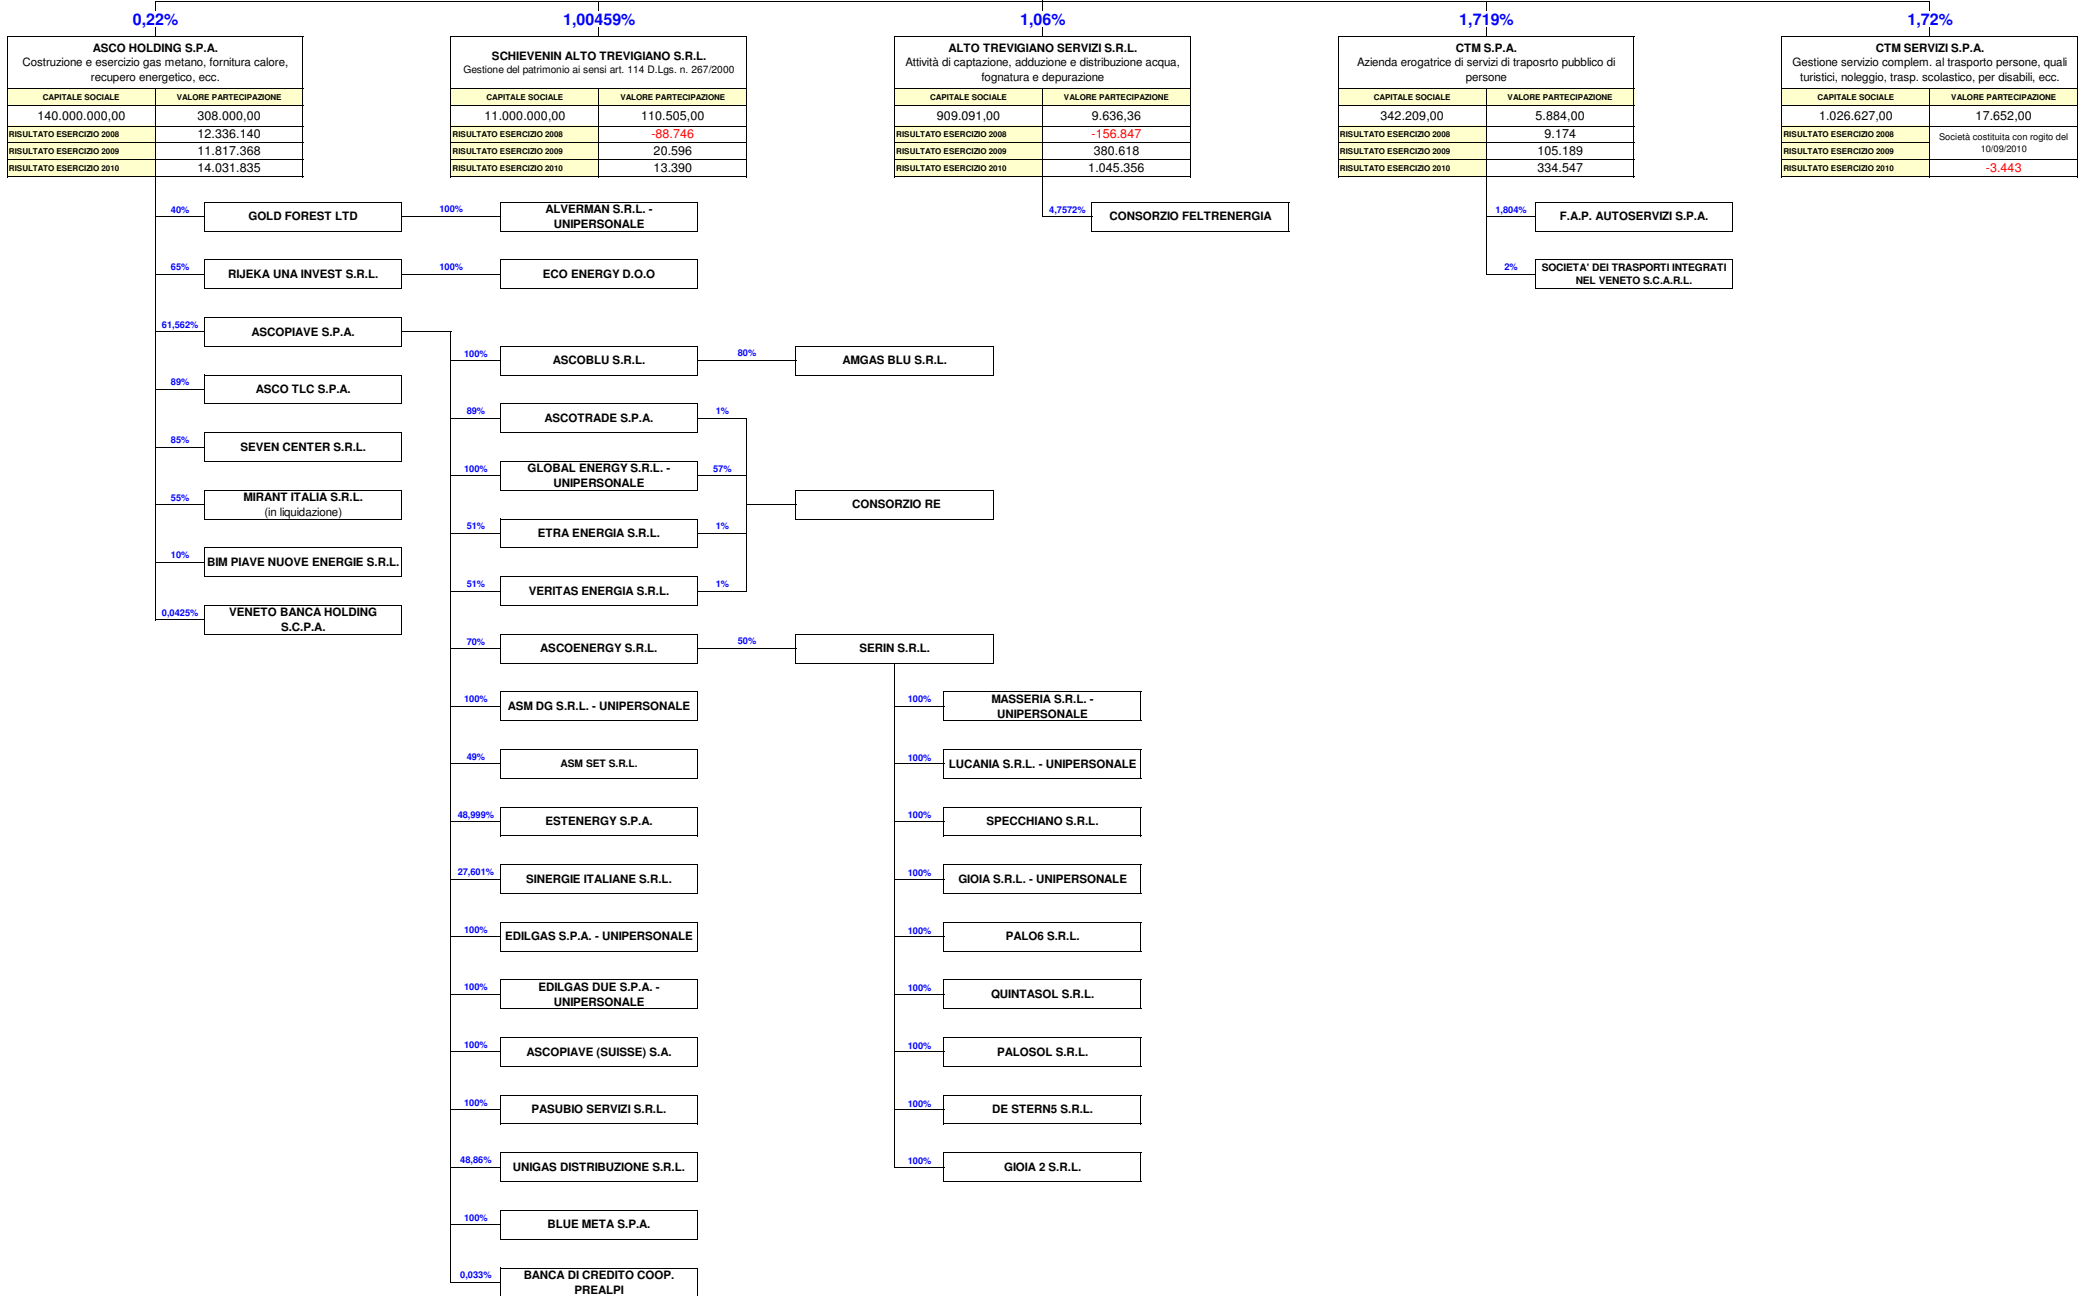 0,22%
1,00459%
1,06%
1,719%
1,72%
ASCO HOLDING S.P.A.
Costruzione e esercizio gas metano, fornitura calore,
recupero energetico, ecc.
CAPITALE SOCIALE VALORE PARTECIPAZIONE
140.000.000,00 308.000,00
RISULTATO ESERCIZIO 2008 12.336.140
RISULTATO ESERCIZIO 2009 11.817.368
RISULTATO ESERCIZIO 2010 14.031.835
SCHIEVENIN ALTO TREVIGIANO S.R.L.
Gestione del patrimonio ai sensi art. 114 D.Lgs. n. 267/2000
CAPITALE SOCIALE VALORE PARTECIPAZIONE
11.000.000,00 110.505,00
RISULTATO ESERCIZIO 2008 -88.746
RISULTATO ESERCIZIO 2009 20.596
RISULTATO ESERCIZIO 2010 13.390
ALTO TREVIGIANO SERVIZI S.R.L.
Attività di captazione, adduzione e distribuzione acqua,
fognatura e depurazione
CAPITALE SOCIALE VALORE PARTECIPAZIONE
909.091,00 9.636,36
RISULTATO ESERCIZIO 2008 -156.847
RISULTATO ESERCIZIO 2009 380.618
RISULTATO ESERCIZIO 2010 1.045.356
CTM S.P.A.
Azienda erogatrice di servizi di traposrto pubblico di
persone
CAPITALE SOCIALE VALORE PARTECIPAZIONE
342.209,00 5.884,00
RISULTATO ESERCIZIO 2008 9.174
RISULTATO ESERCIZIO 2009 105.189
RISULTATO ESERCIZIO 2010 334.547
CTM SERVIZI S.P.A.
Gestione servizio complem. al trasporto persone, quali
turistici, noleggio, trasp. scolastico, per disabili, ecc.
CAPITALE SOCIALE VALORE PARTECIPAZIONE
1.026.627,00 17.652,00
RISULTATO ESERCIZIO 2008
RISULTATO ESERCIZIO 2009
Società costituita con rogito del
10/09/2010
RISULTATO ESERCIZIO 2010 -3.443
40% GOLD FOREST LTD
100% ALVERMAN S.R.L. -
UNIPERSONALE
65% RIJEKA UNA INVEST S.R.L.
100% ECO ENERGY D.O.O
61,562% ASCOPIAVE S.P.A.
89% ASCO TLC S.P.A.
85% SEVEN CENTER S.R.L.
55% MIRANT ITALIA S.R.L.
(in liquidazione)
10% BIM PIAVE NUOVE ENERGIE S.R.L.
0,0425% VENETO BANCA HOLDING
S.C.P.A.
100% ASCOBLU S.R.L.
80% AMGAS BLU S.R.L.
89% ASCOTRADE S.P.A. 1%
100% GLOBAL ENERGY S.R.L. -
UNIPERSONALE 57%
CONSORZIO RE
51% ETRA ENERGIA S.R.L. 1%
51% VERITAS ENERGIA S.R.L. 1%
70% ASCOENERGY S.R.L.
50% SERIN S.R.L.
100% ASM DG S.R.L. - UNIPERSONALE
49% ASM SET S.R.L.
48,999% ESTENERGY S.P.A.
27,601% SINERGIE ITALIANE S.R.L.
100% EDILGAS S.P.A. - UNIPERSONALE
100% EDILGAS DUE S.P.A. -
UNIPERSONALE
100% ASCOPIAVE (SUISSE) S.A.
100% PASUBIO SERVIZI S.R.L.
48,86% UNIGAS DISTRIBUZIONE S.R.L.
100% BLUE META S.P.A.
0,033% BANCA DI CREDITO COOP.
PREALPI
100% MASSERIA S.R.L. -
UNIPERSONALE
100% LUCANIA S.R.L. - UNIPERSONALE
100% SPECCHIANO S.R.L.
100% GIOIA S.R.L. - UNIPERSONALE
100% PALO6 S.R.L.
100% QUINTASOL S.R.L.
100% PALOSOL S.R.L.
100% DE STERN5 S.R.L.
100% GIOIA 2 S.R.L.
4,7572% CONSORZIO FELTRENERGIA
1,804% F.A.P. AUTOSERVIZI S.P.A.
2% SOCIETA' DEI TRASPORTI INTEGRATI
NEL VENETO S.C.A.R.L.